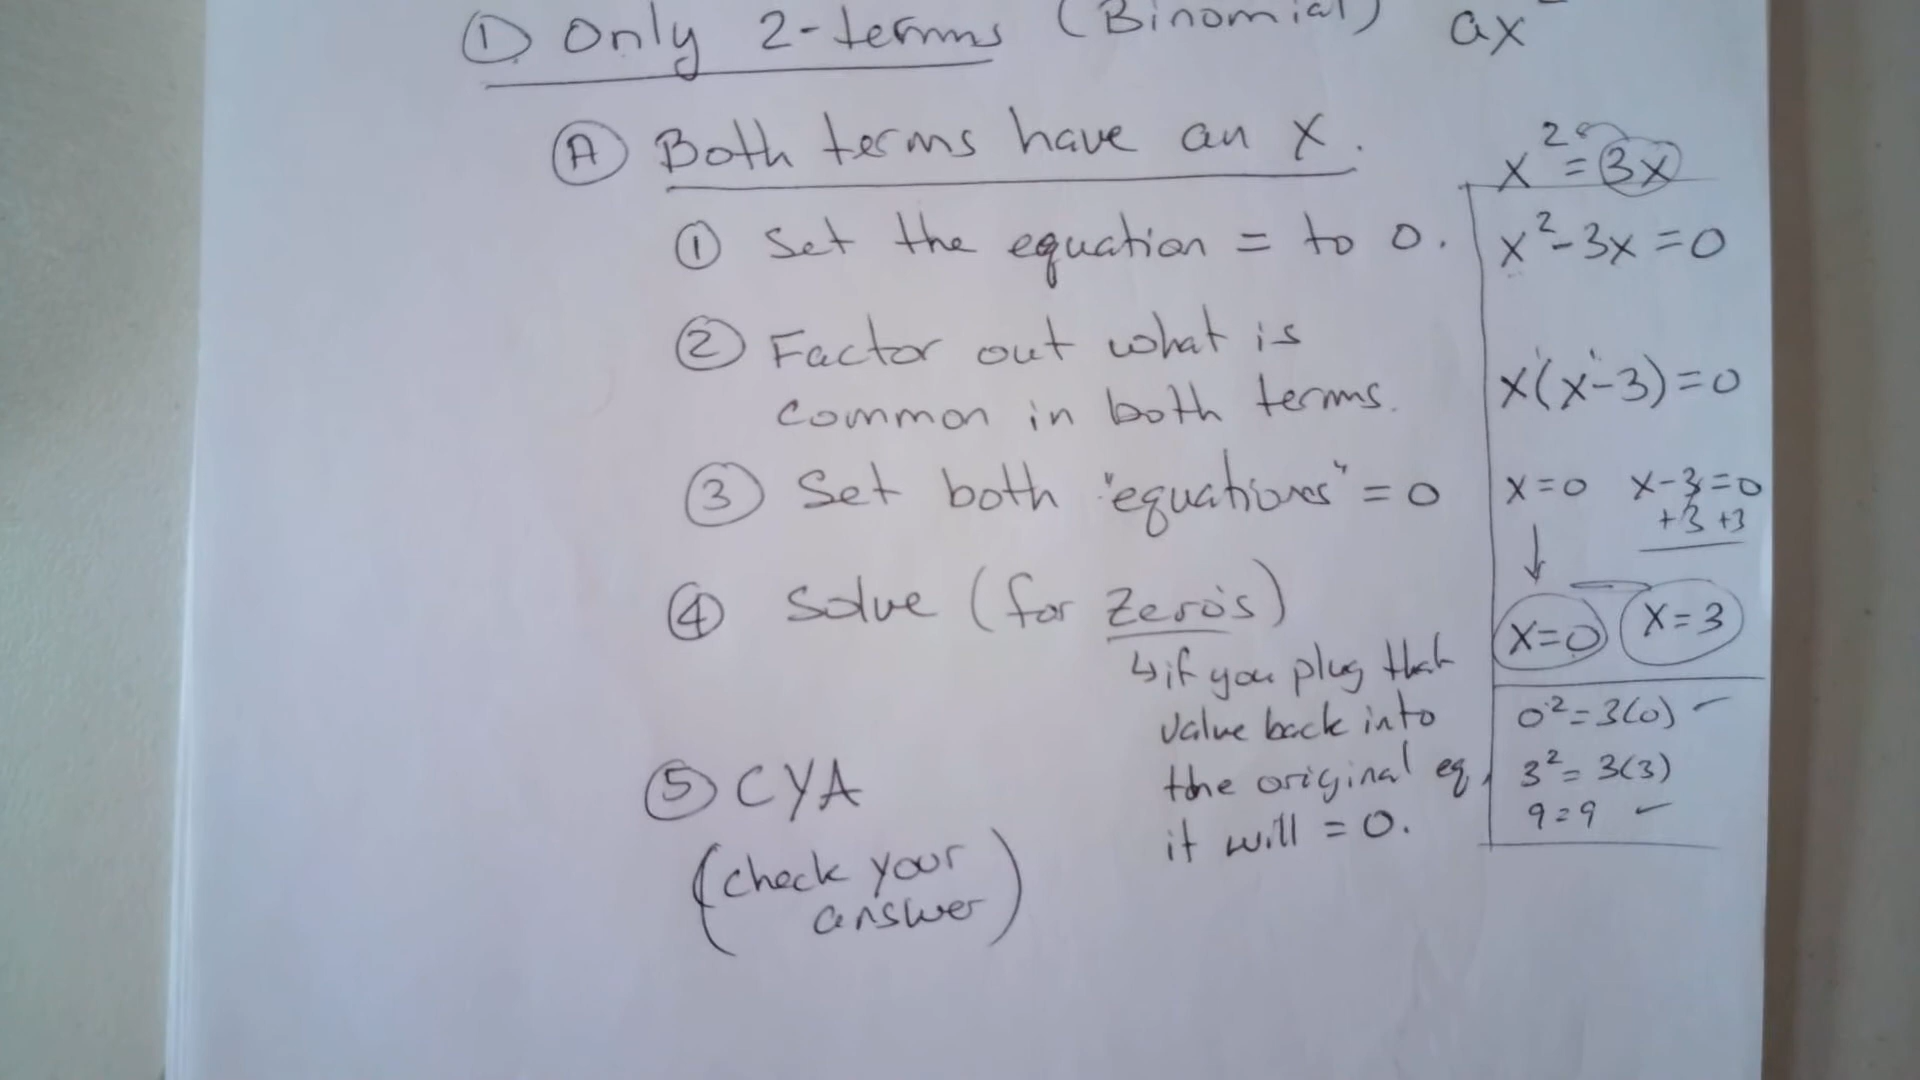 ① Only 2-terms (Binomial) ax
Ⓐ Both terms have an X.
① Set the equation = to 0.
② Factor out what is
common in both terms.
③ Set both "equations" = 0
④ Solve (for Zero's)
↳ if you plug that
value back into
the original eq,
it will = 0.
⑤ CYA
(check your
answer)
x² = 3x
x² - 3x = 0
x(x-3) = 0
x=0 x-3=0
+3 +3
↓
x=0 x=3
0² = 3(0) ✓
3² = 3(3)
9=9 ✓